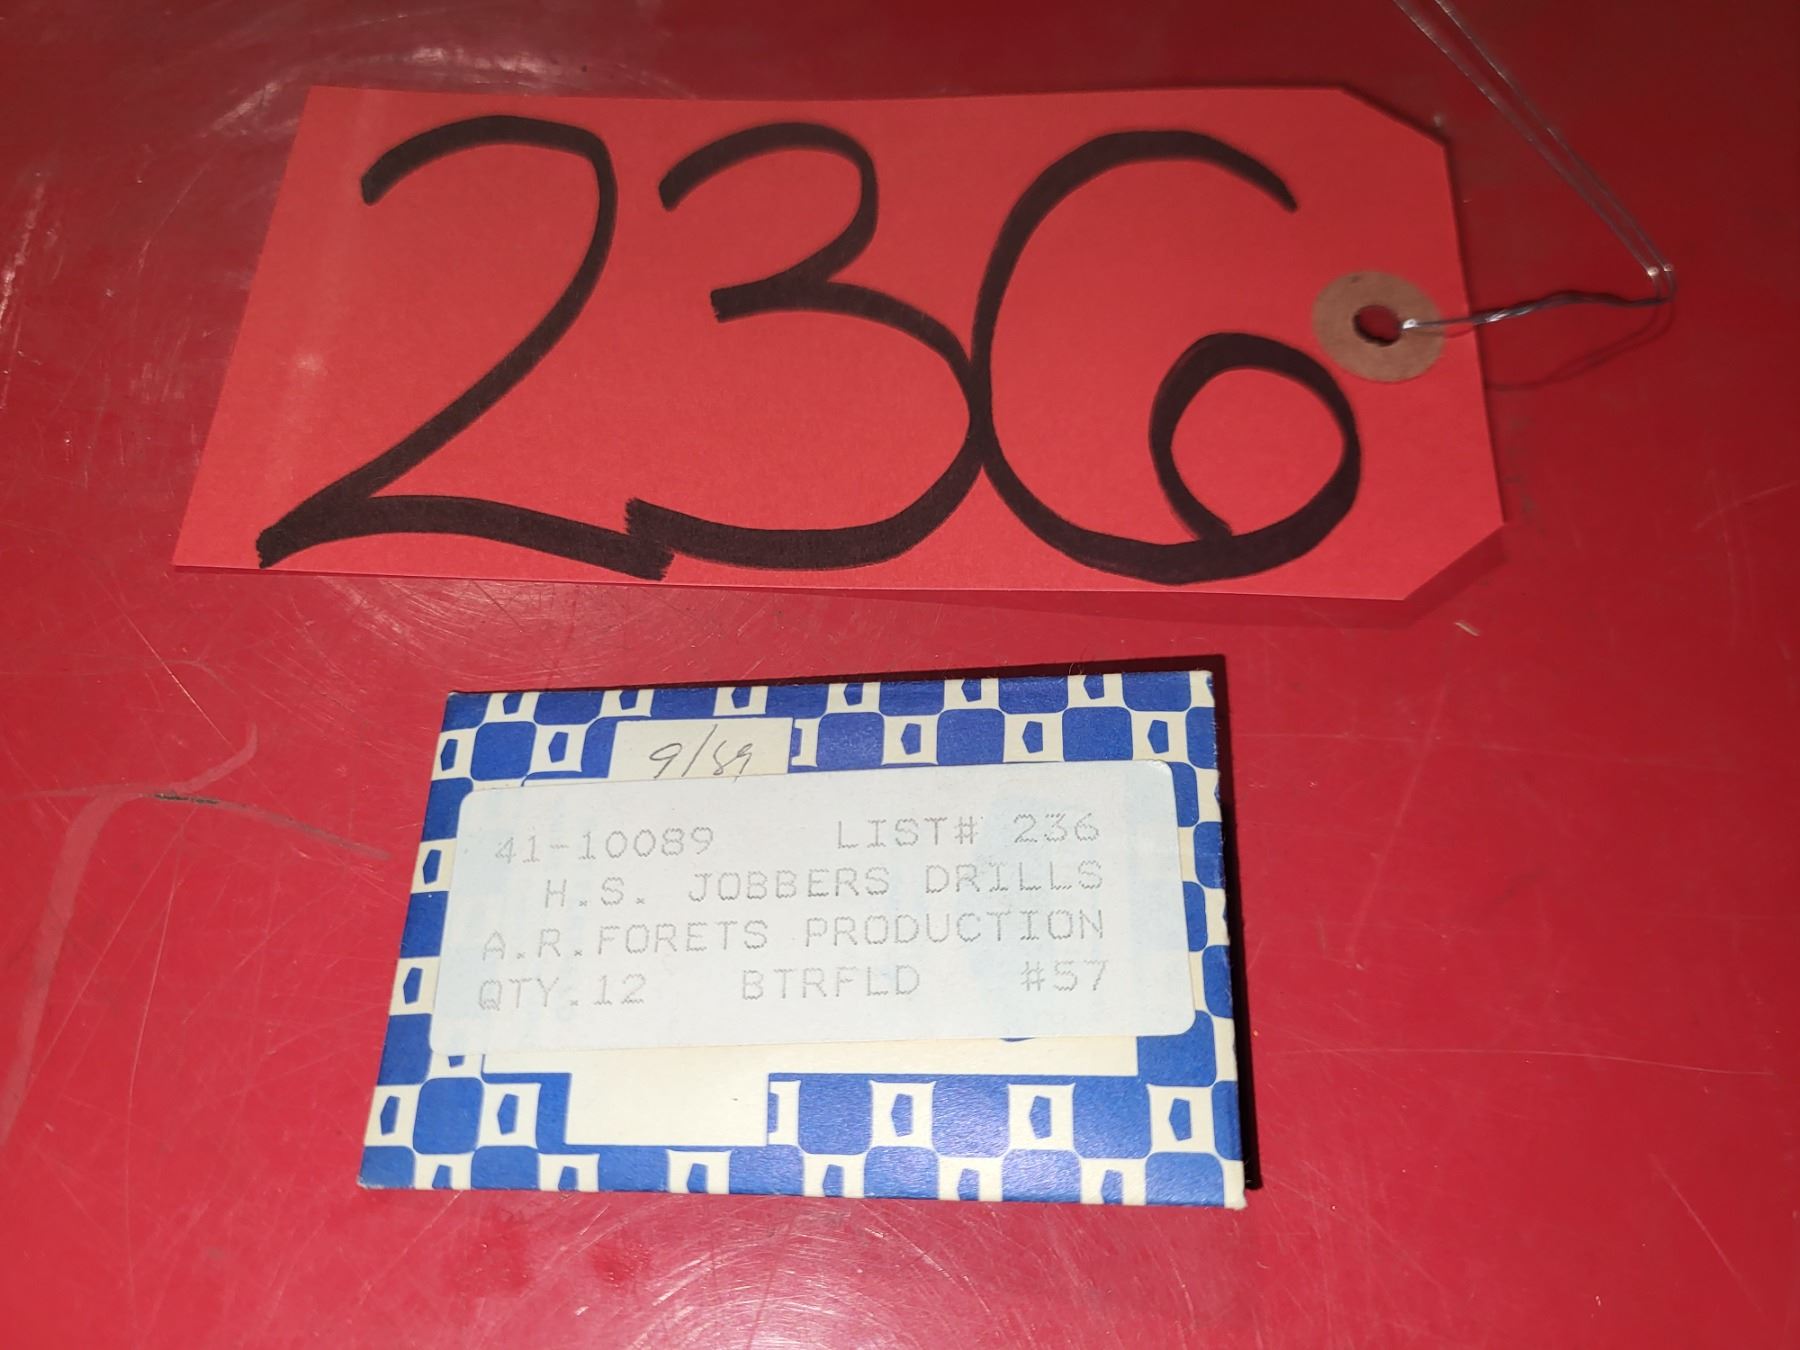 236
9/89
41-10089 LIST# 236
H.S. JOBBERS DRILLS
A.R.FORETS PRODUCTION
QTY.12 BTRFLD #57